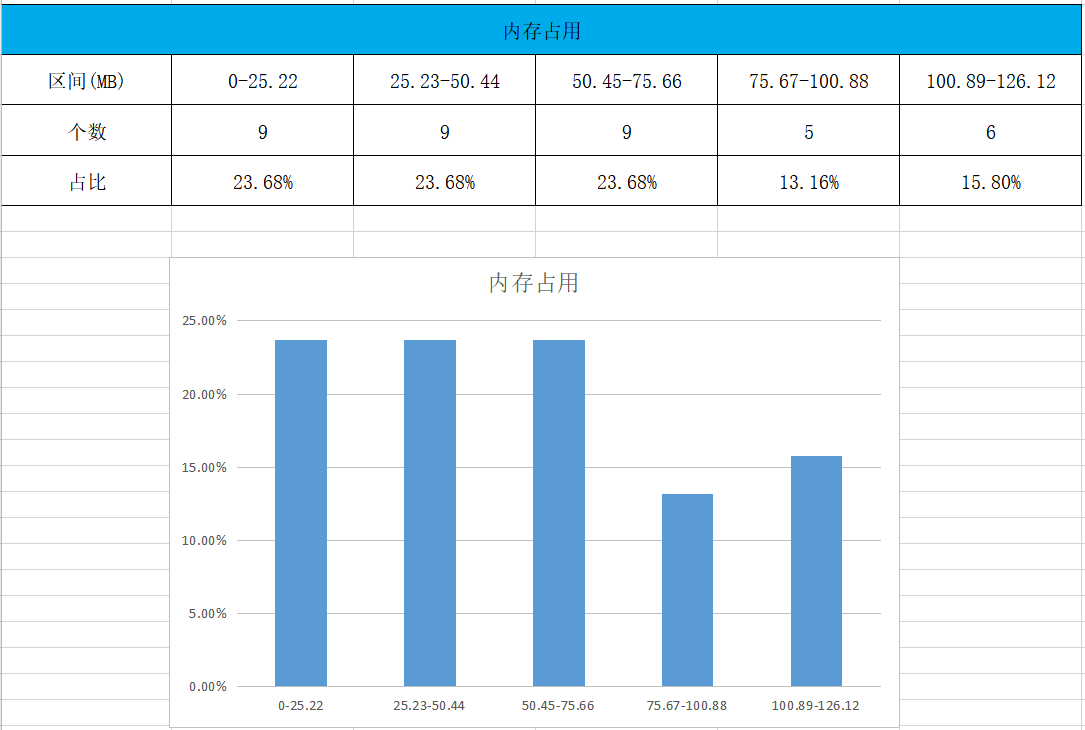 内存占用
区间(MB) 0-25.22 25.23-50.44 50.45-75.66 75.67-100.88 100.89-126.12
个数 9 9 9 5 6
占比 23.68% 23.68% 23.68% 13.16% 15.80%
内存占用
25.00%
20.00%
15.00%
10.00%
5.00%
0.00%
0-25.22 25.23-50.44 50.45-75.66 75.67-100.88 100.89-126.12